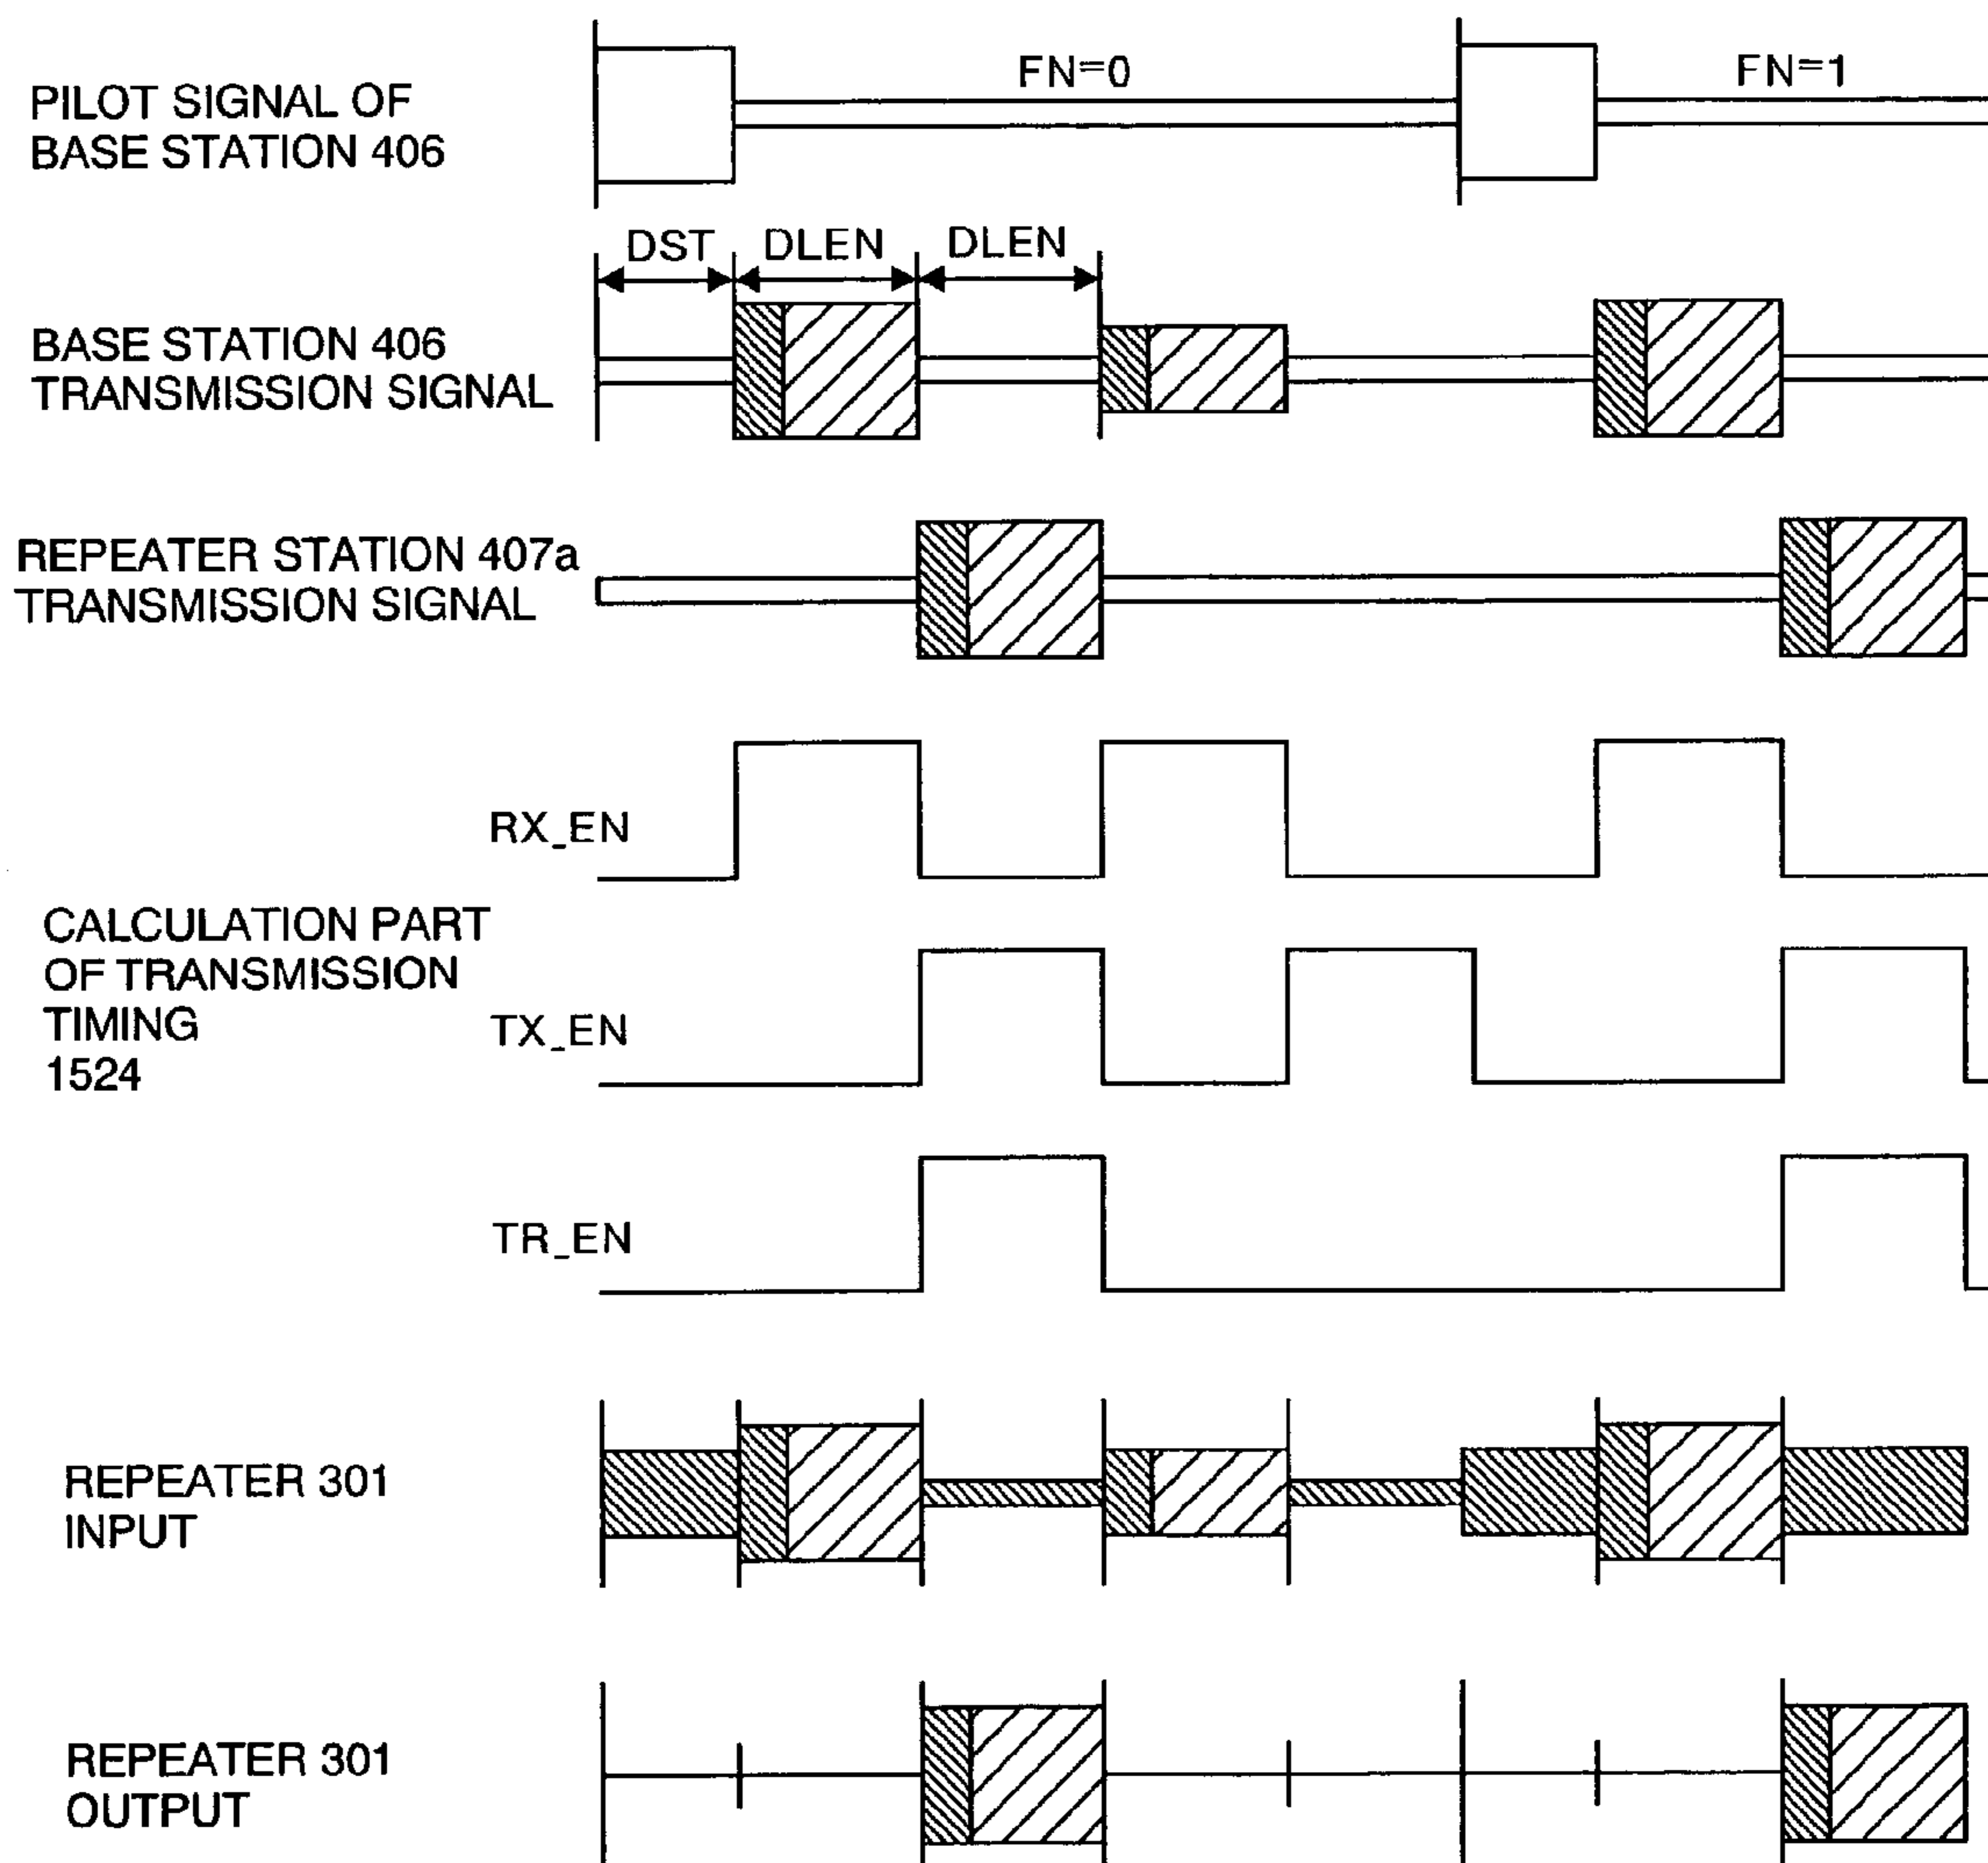 FN=0
FN=1
PILOT SIGNAL OF
BASE STATION 406
DST
DLEN
DLEN
BASE STATION 406
TRANSMISSION SIGNAL
REPEATER STATION 407a
TRANSMISSION SIGNAL
RX_EN
CALCULATION PART
OF TRANSMISSION
TIMING
1524
TX_EN
TR_EN
REPEATER 301
INPUT
REPEATER 301
OUTPUT